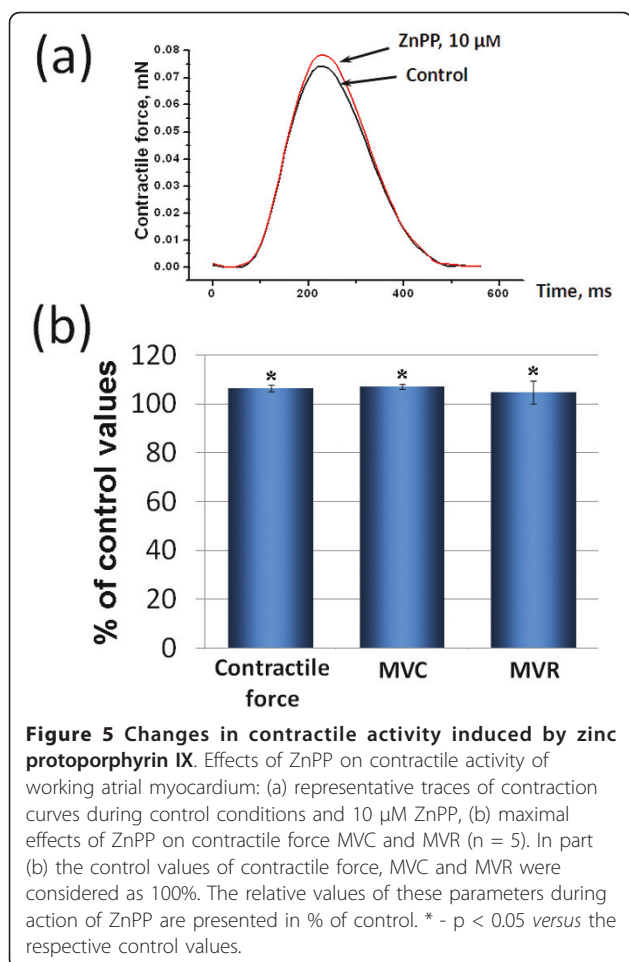 (a)
ZnPP, 10 µM
Control
Contractile force, mN
0.08
0.07
0.06
0.05
0.04
0.03
0.02
0.01
0.00
0
200
400
600
Time, ms
(b)
% of control values
120
100
80
60
40
20
0
*
*
*
Contractile
force
MVC
MVR
Figure 5 Changes in contractile activity induced by zinc
protoporphyrin IX. Effects of ZnPP on contractile activity of
working atrial myocardium: (a) representative traces of contraction
curves during control conditions and 10 µM ZnPP, (b) maximal
effects of ZnPP on contractile force MVC and MVR (n = 5). In part
(b) the control values of contractile force, MVC and MVR were
considered as 100%. The relative values of these parameters during
action of ZnPP are presented in % of control. * - p < 0.05 versus the
respective control values.